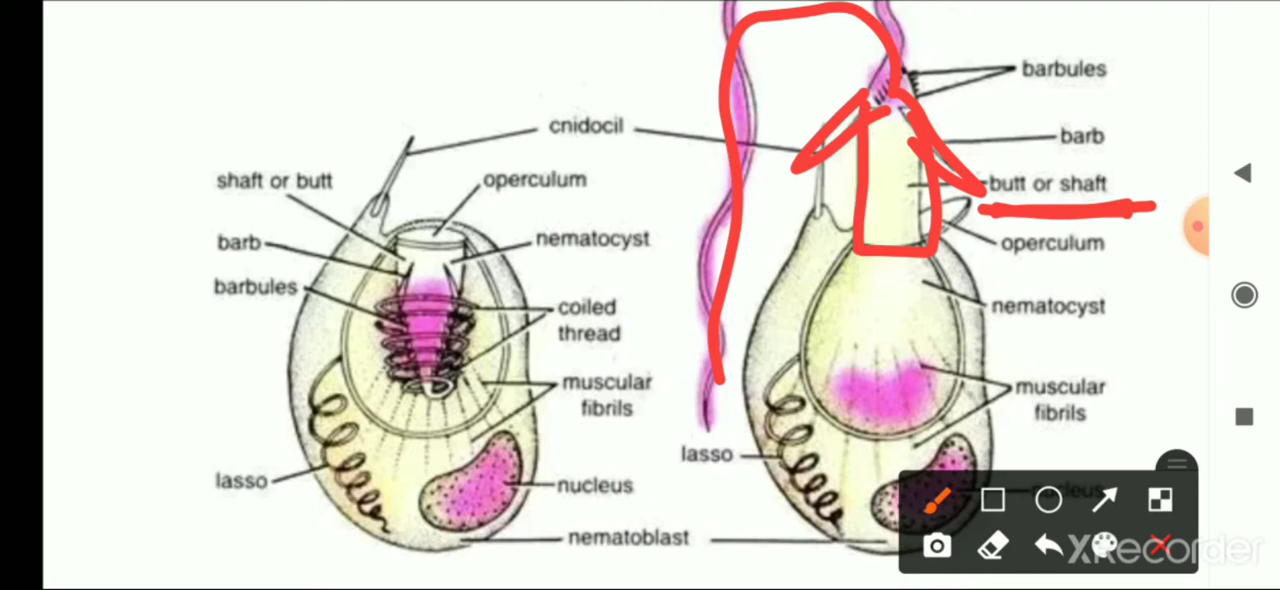 barbules
cnidocil
barb
shaft or butt
operculum
butt or shaft
barb
nematocyst
operculum
barbules
coiled
thread
nematocyst
muscular
fibrils
muscular
fibrils
lasso
lasso
nucleus
nucleus
nematoblast
XRecorder